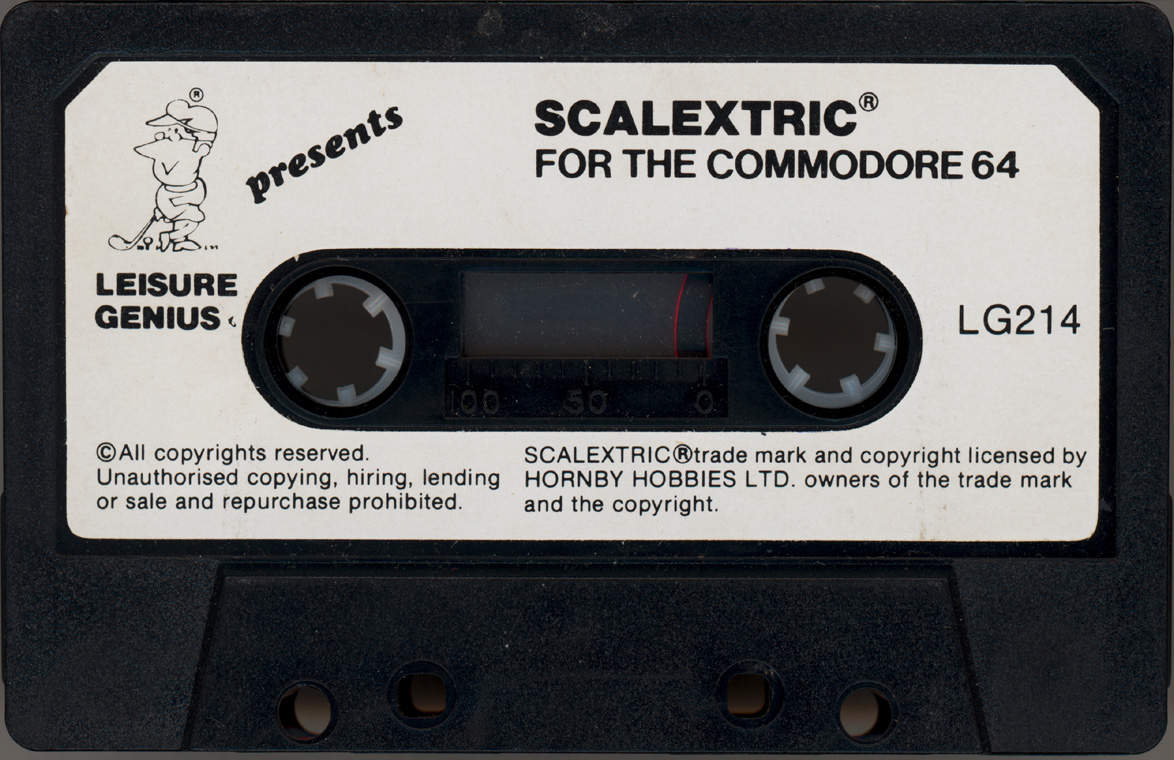 ®
presents
SCALEXTRIC®
FOR THE COMMODORE 64
LEISURE
GENIUS
LG214
100 50 0
©All copyrights reserved.
Unauthorised copying, hiring, lending
or sale and repurchase prohibited.
SCALEXTRIC®trade mark and copyright licensed by
HORNBY HOBBIES LTD. owners of the trade mark
and the copyright.